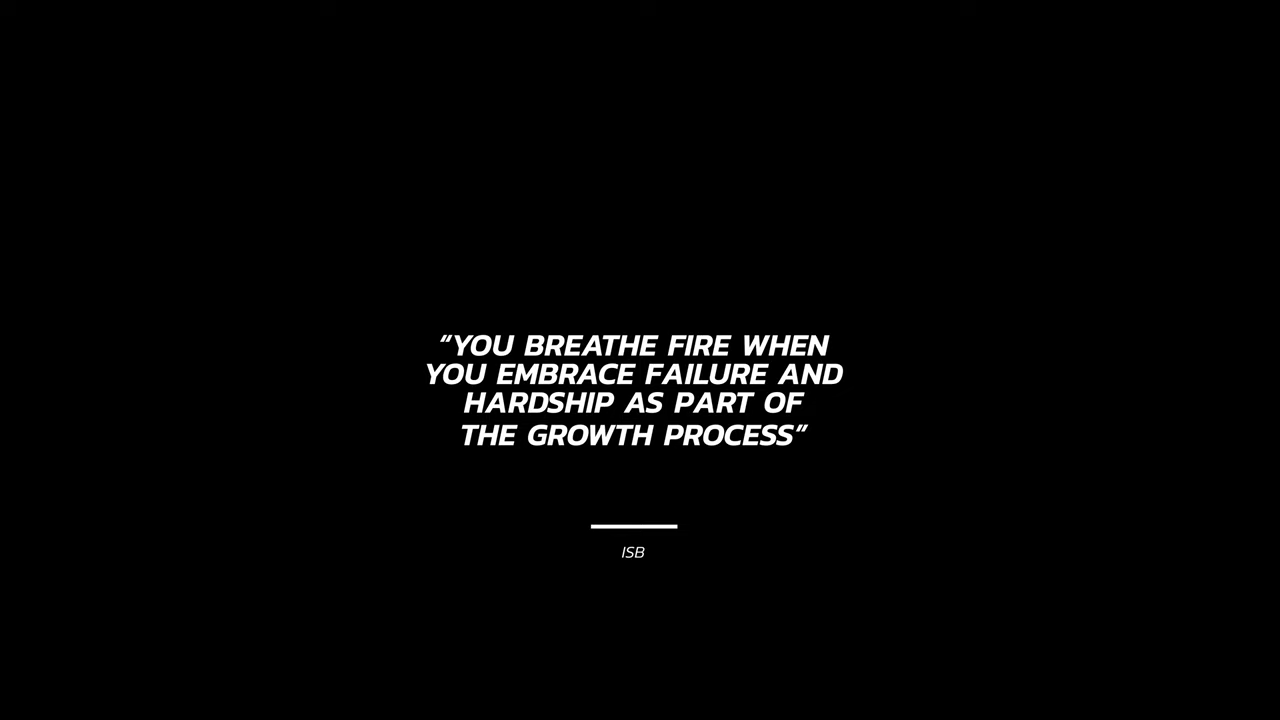 “YOU BREATHE FIRE WHEN
YOU EMBRACE FAILURE AND
HARDSHIP AS PART OF
THE GROWTH PROCESS”
ISB